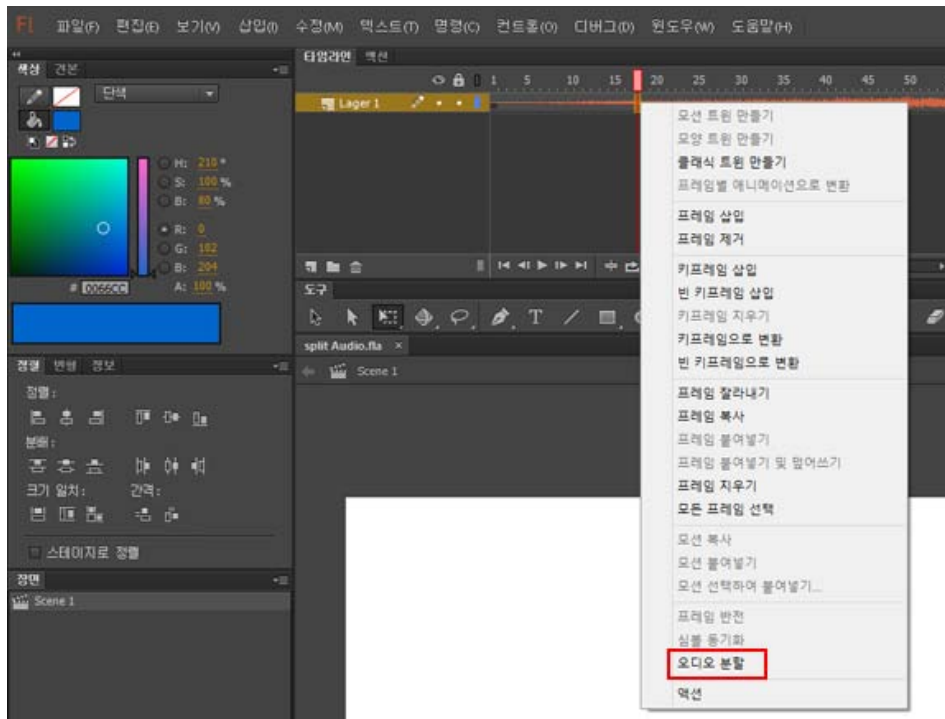 Fl 파일(F) 편집(E) 보기(V) 삽입(I) 수정(M) 텍스트(T) 명령(C) 컨트롤(O) 디버그(D) 윈도우(W) 도움말(H)
색상 견본
단색
H: 210 °
S: 100 %
B: 80 %
R: 0
G: 102
B: 204
# 0066CC A: 100 %
정렬 변형 정보
정렬:
분배:
크기 일치: 간격:
스테이지로 정렬
장면
Scene 1
타임라인 액션
1 5 10 15 20 25 30 35 40 45 50
Layer 1
도구
split Audio.fla ×
Scene 1
모션 트윈 만들기
모양 트윈 만들기
클래식 트윈 만들기
프레임별 애니메이션으로 변환
프레임 삽입
프레임 제거
키프레임 삽입
빈 키프레임 삽입
키프레임 지우기
키프레임으로 변환
빈 키프레임으로 변환
프레임 잘라내기
프레임 복사
프레임 붙여넣기
프레임 붙여넣기 및 덮어쓰기
프레임 지우기
모든 프레임 선택
모션 복사
모션 붙여넣기
모션 선택하여 붙여넣기...
프레임 반전
심볼 동기화
오디오 분할
액션